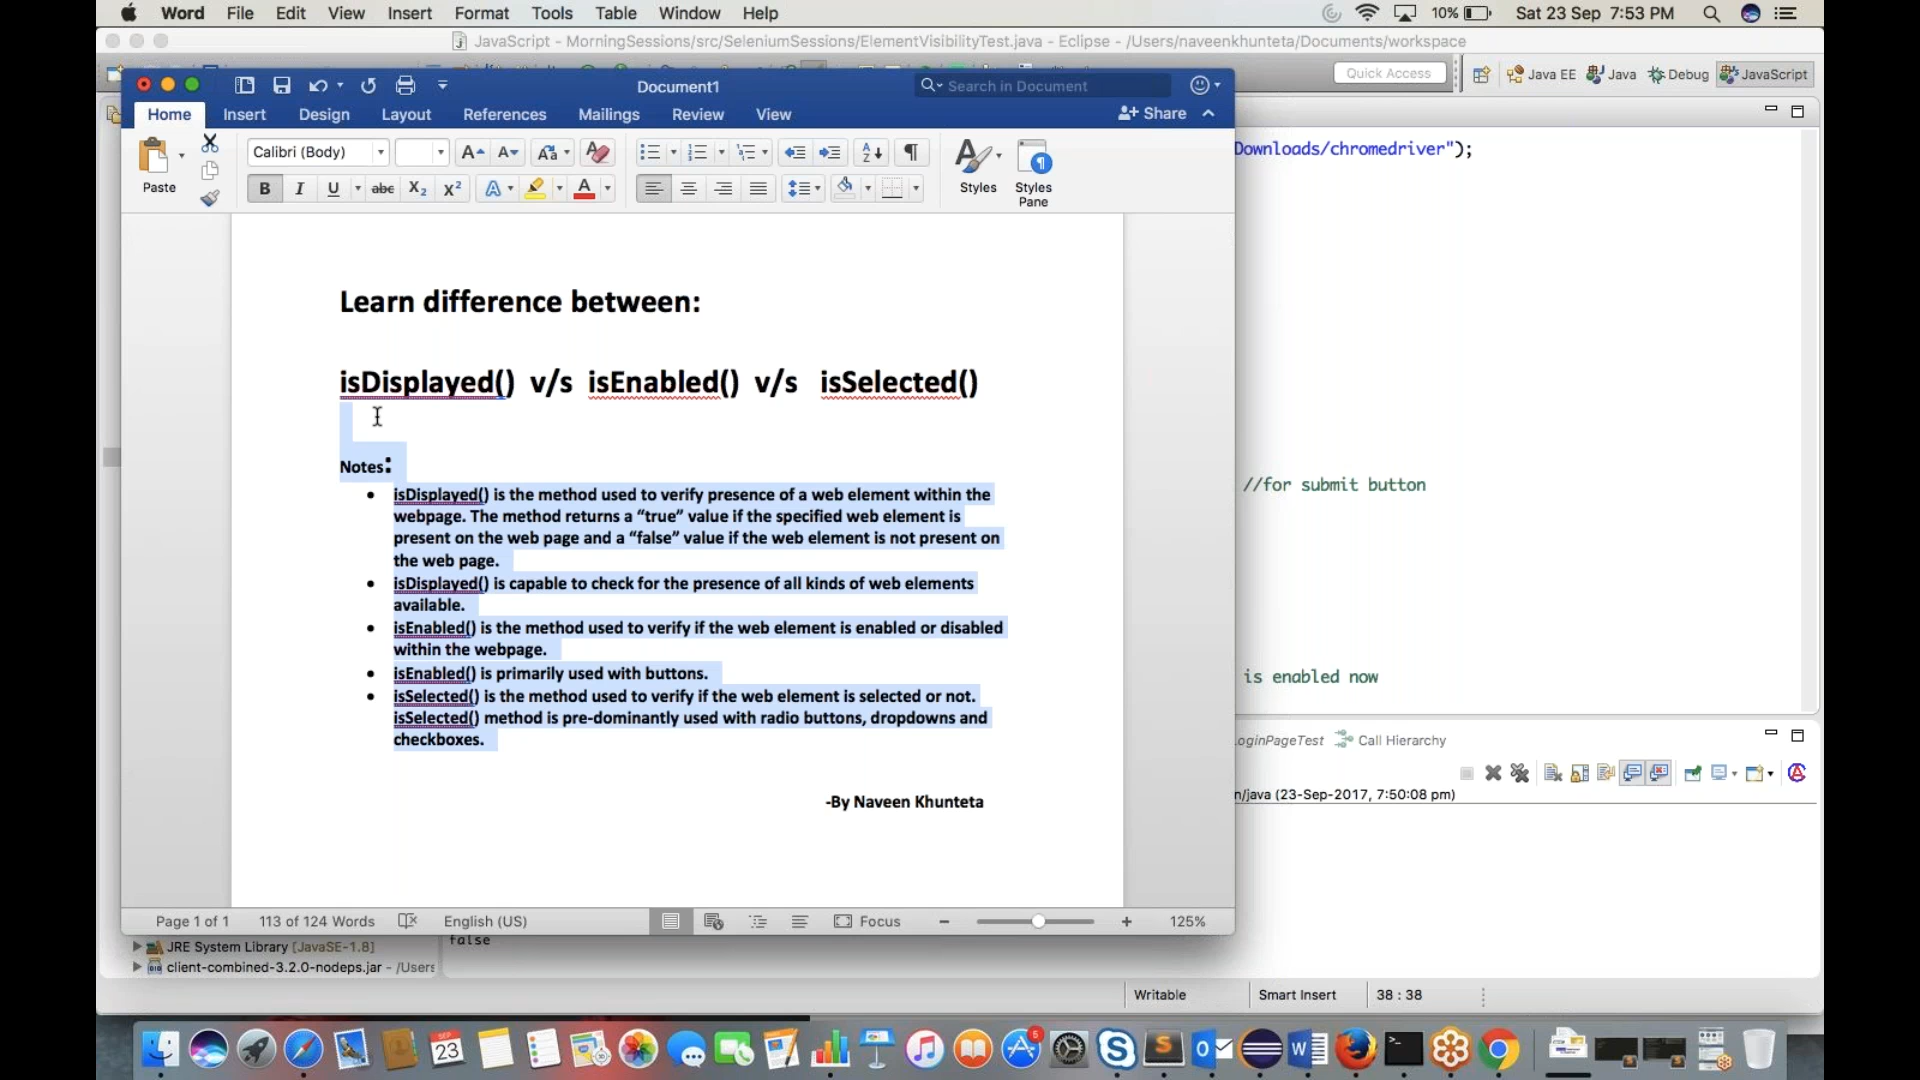 Word File Edit View Insert Format Tools Table Window Help 10% Sat 23 Sep 7:53 PM
JavaScript - MorningSessions/src/SeleniumSessions/ElementVisibilityTest.java - Eclipse - /Users/naveenkhunteta/Documents/workspace
Document1
Search in Document
Quick Access Java EE Java Debug JavaScript
Home Insert Design Layout References Mailings Review View Share
Calibri (Body)
Paste Styles Styles Pane
Downloads/chromedriver");
Learn difference between:
isDisplayed() v/s isEnabled() v/s isSelected()
Notes:
• isDisplayed() is the method used to verify presence of a web element within the
webpage. The method returns a “true” value if the specified web element is
present on the web page and a “false” value if the web element is not present on
the web page.
• isDisplayed() is capable to check for the presence of all kinds of web elements
available.
• isEnabled() is the method used to verify if the web element is enabled or disabled
within the webpage.
• isEnabled() is primarily used with buttons.
• isSelected() is the method used to verify if the web element is selected or not.
isSelected() method is pre-dominantly used with radio buttons, dropdowns and
checkboxes.
-By Naveen Khunteta
//for submit button
is enabled now
oginPageTest Call Hierarchy
n/java (23-Sep-2017, 7:50:08 pm)
Page 1 of 1 113 of 124 Words English (US) Focus 125%
JRE System Library [JavaSE-1.8]
false
client-combined-3.2.0-nodeps.jar - /Users
Writable Smart Insert 38 : 38